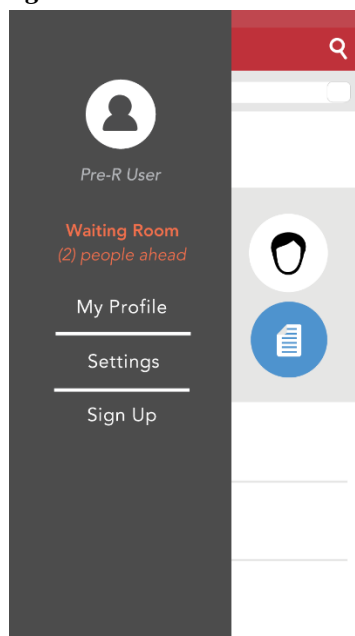 Pre-R User
Waiting Room
(2) people ahead
My Profile
Settings
Sign Up